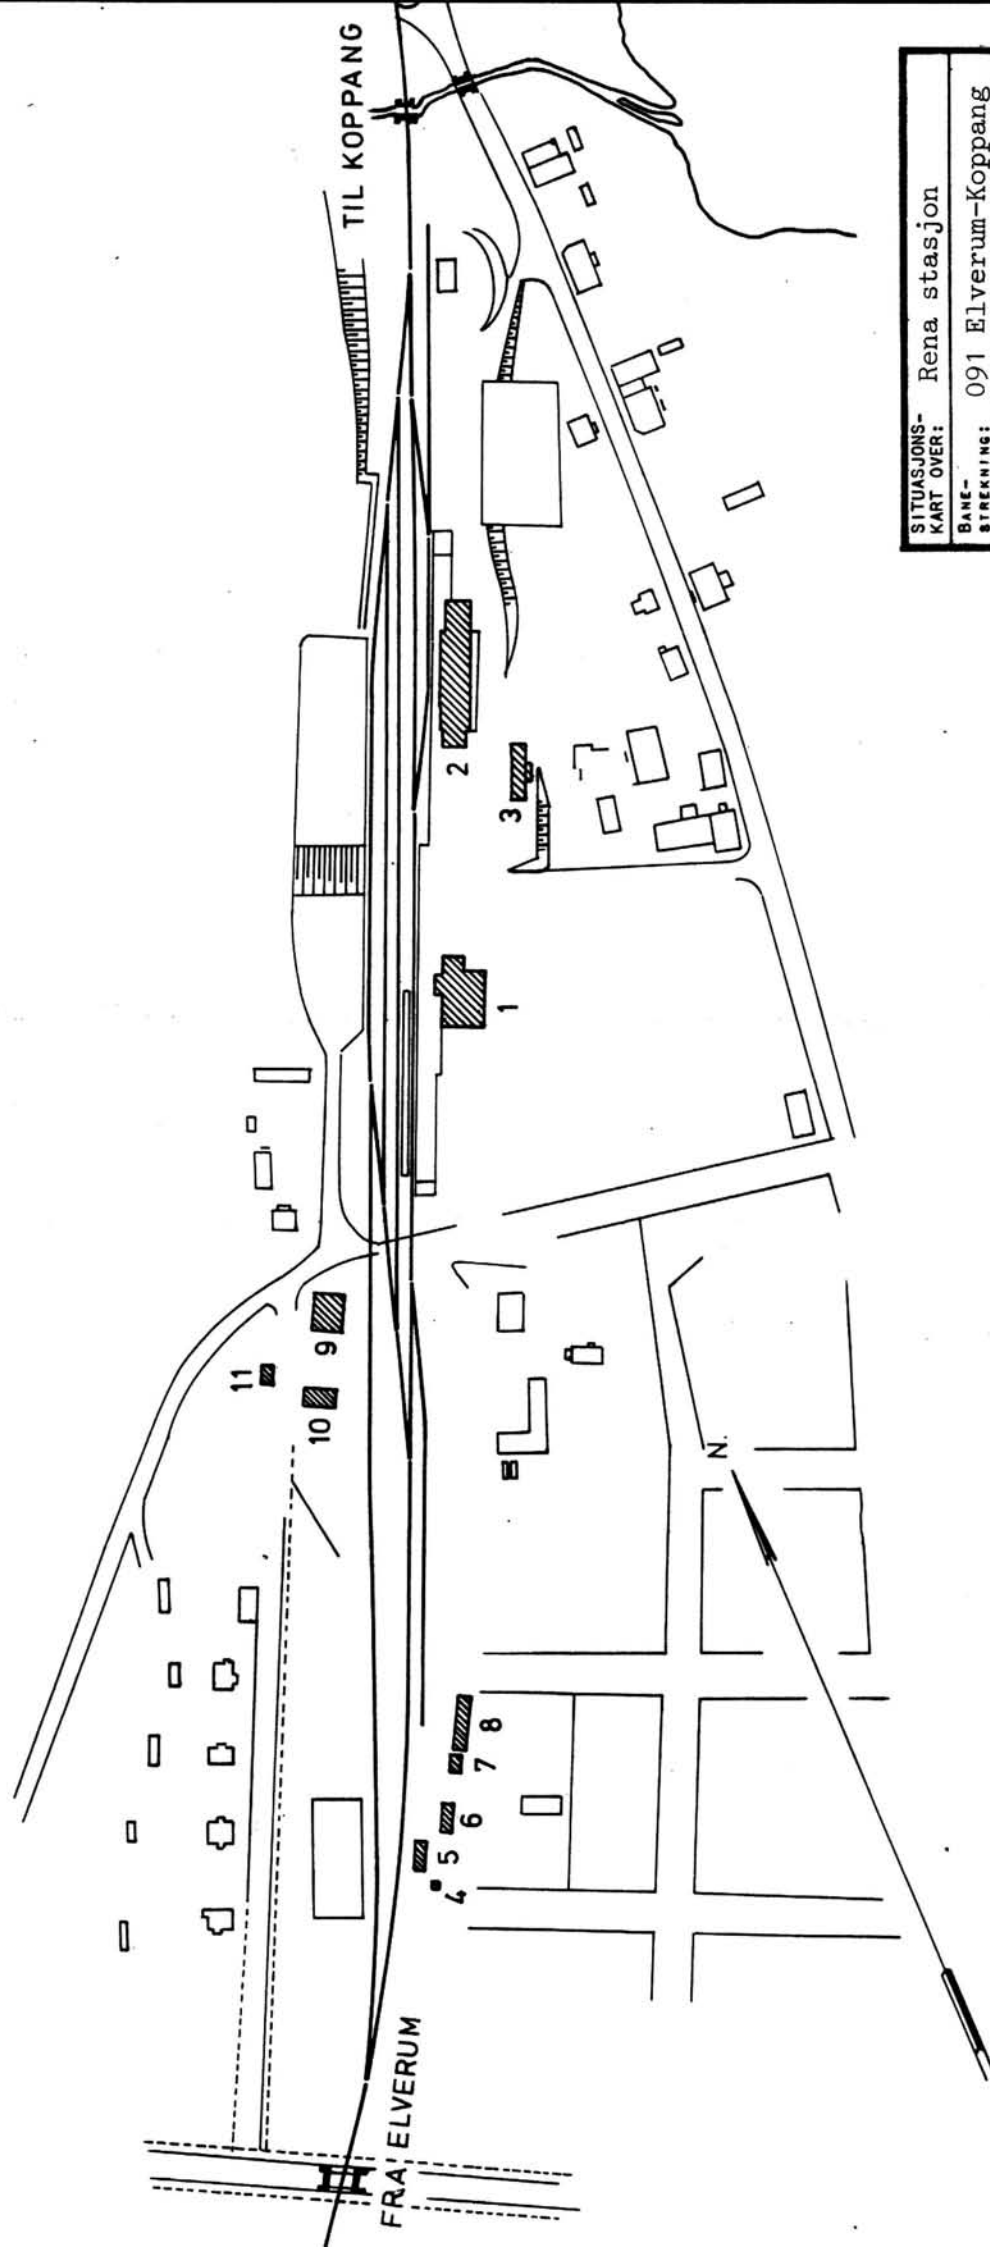 TIL KOPPANG
FRA ELVERUM
1
2
3
4
5
6
7
8
9
10
11
N.
SITUASJONS-
KART OVER: Rena stasjon
BANE-
STREKNING: 091 Elverum-Koppang